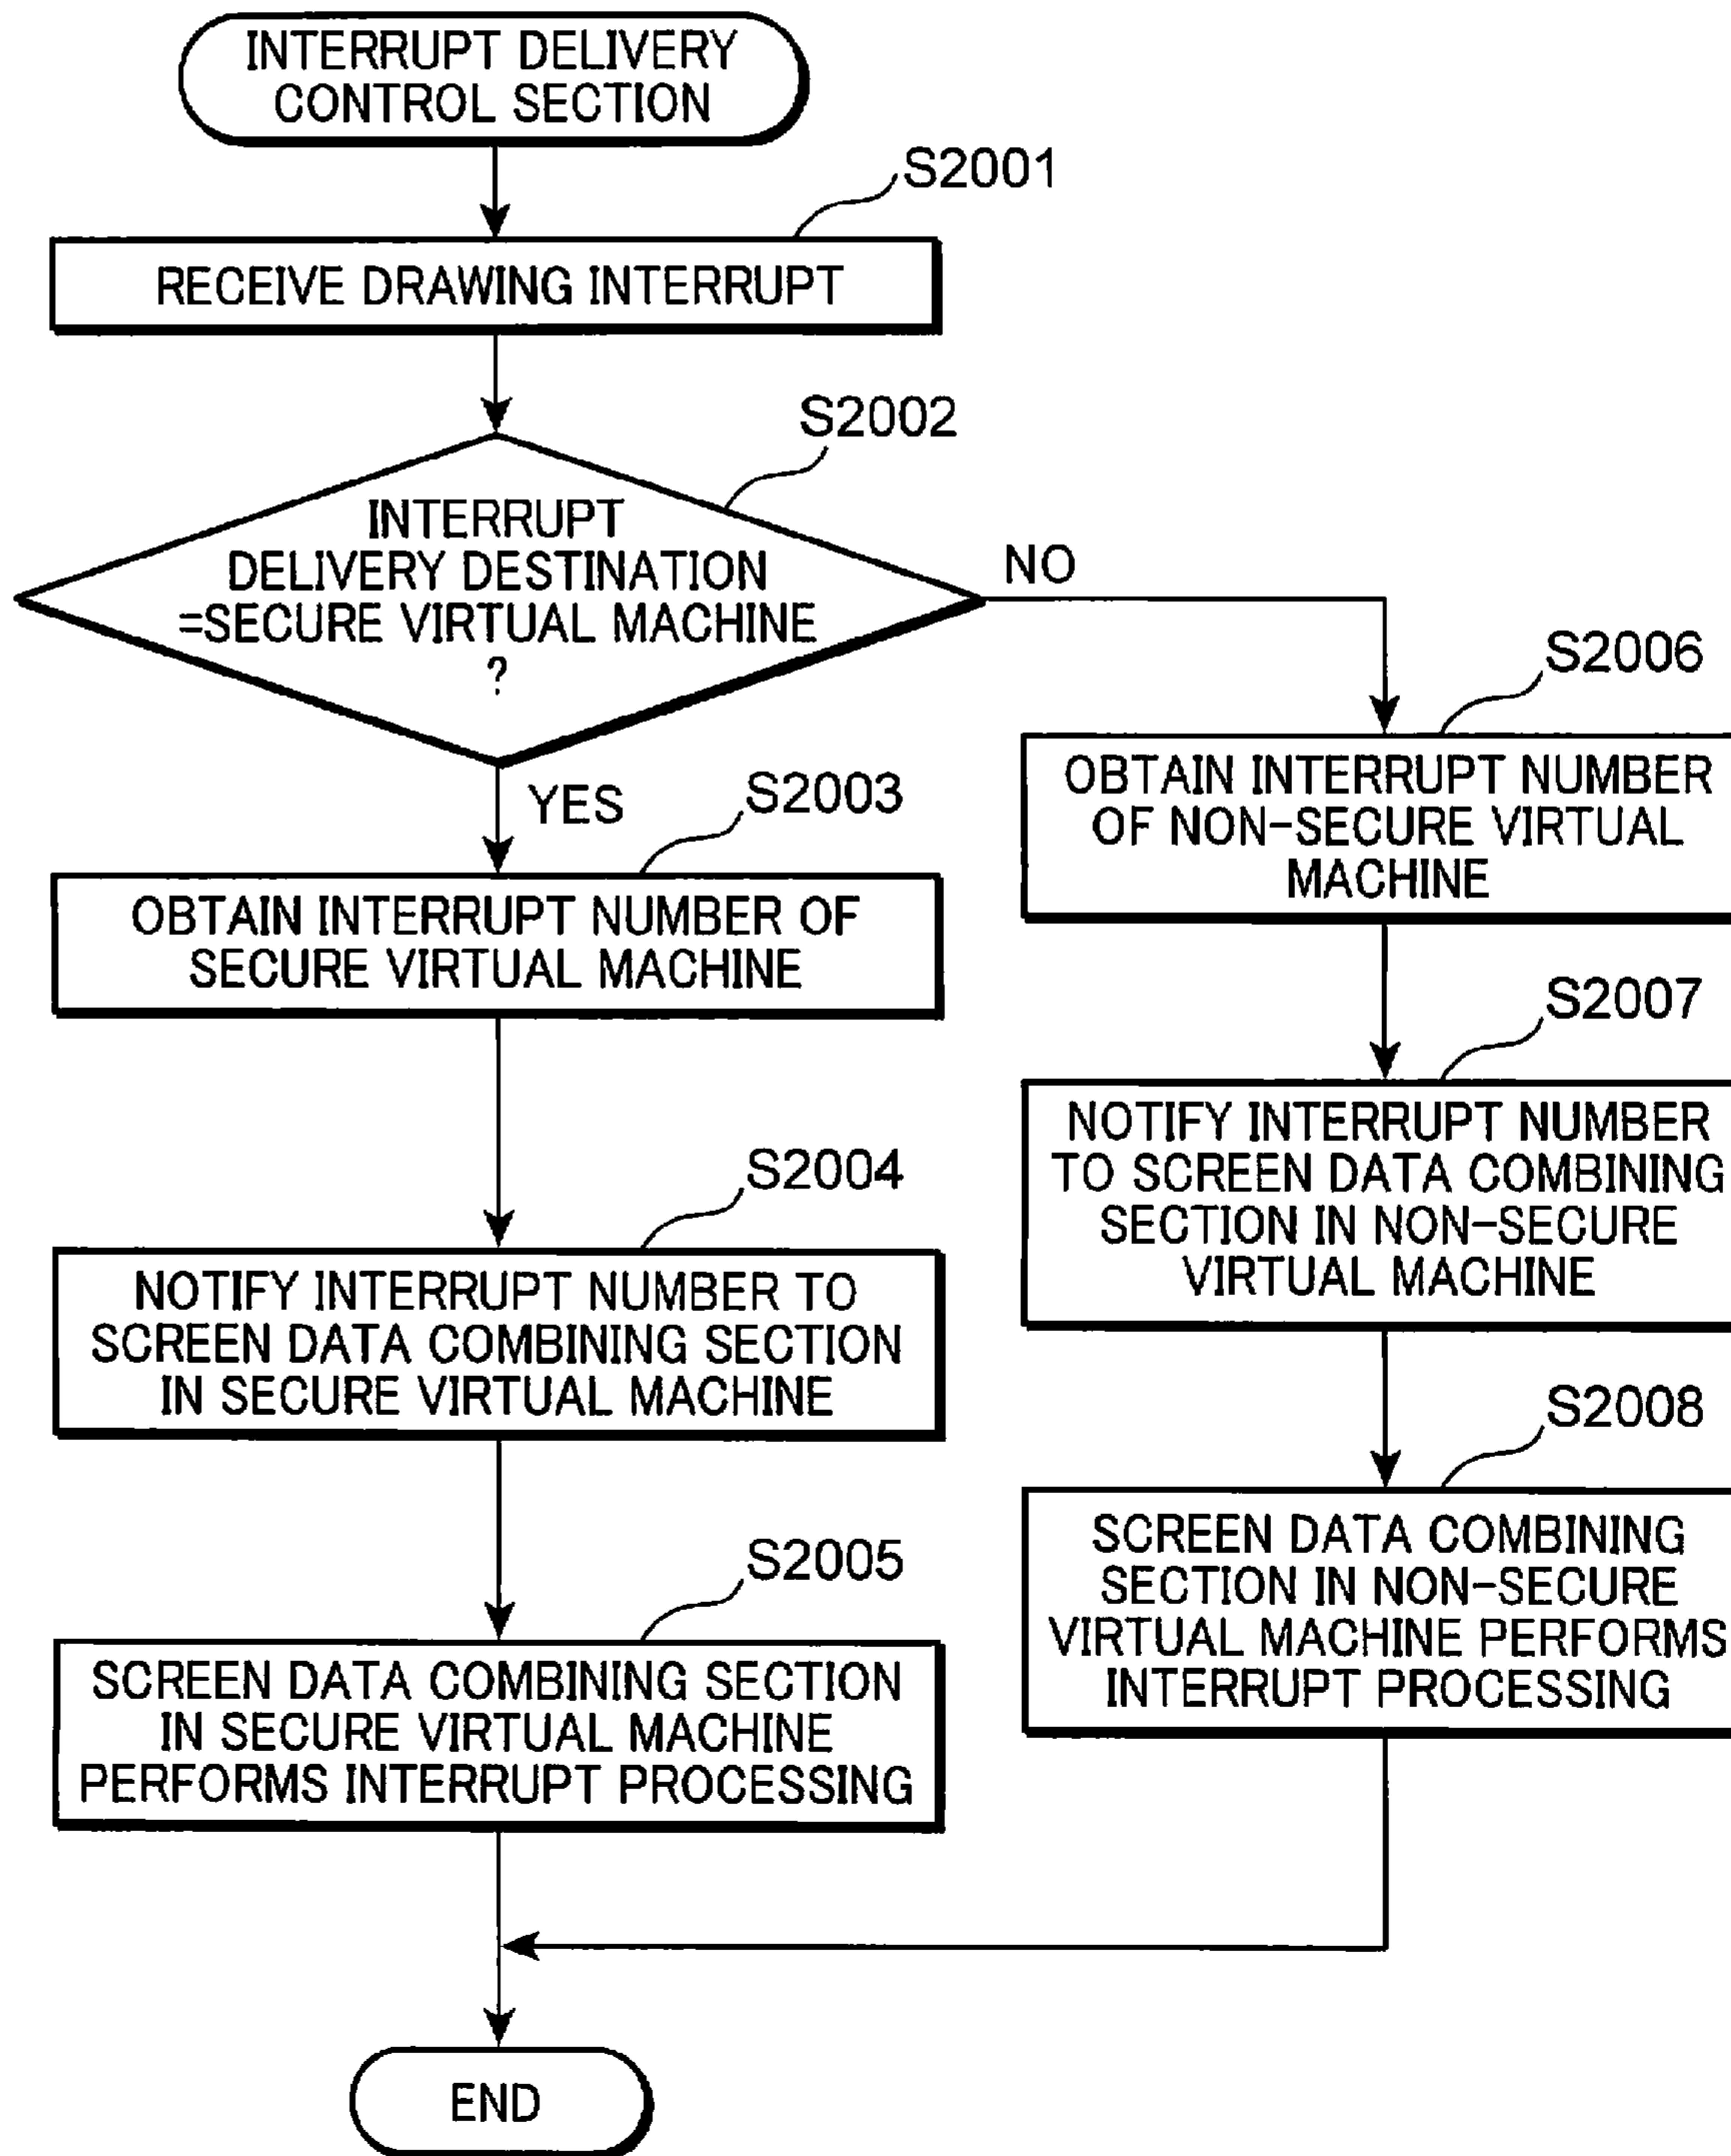 INTERRUPT DELIVERY
CONTROL SECTION
S2001
RECEIVE DRAWING INTERRUPT
S2002
INTERRUPT
DELIVERY DESTINATION
=SECURE VIRTUAL MACHINE
?
NO
YES
S2003
OBTAIN INTERRUPT NUMBER OF
SECURE VIRTUAL MACHINE
S2004
NOTIFY INTERRUPT NUMBER TO
SCREEN DATA COMBINING SECTION
IN SECURE VIRTUAL MACHINE
S2005
SCREEN DATA COMBINING SECTION
IN SECURE VIRTUAL MACHINE
PERFORMS INTERRUPT PROCESSING
S2006
OBTAIN INTERRUPT NUMBER
OF NON-SECURE VIRTUAL
MACHINE
S2007
NOTIFY INTERRUPT NUMBER
TO SCREEN DATA COMBINING
SECTION IN NON-SECURE
VIRTUAL MACHINE
S2008
SCREEN DATA COMBINING
SECTION IN NON-SECURE
VIRTUAL MACHINE PERFORMS
INTERRUPT PROCESSING
END